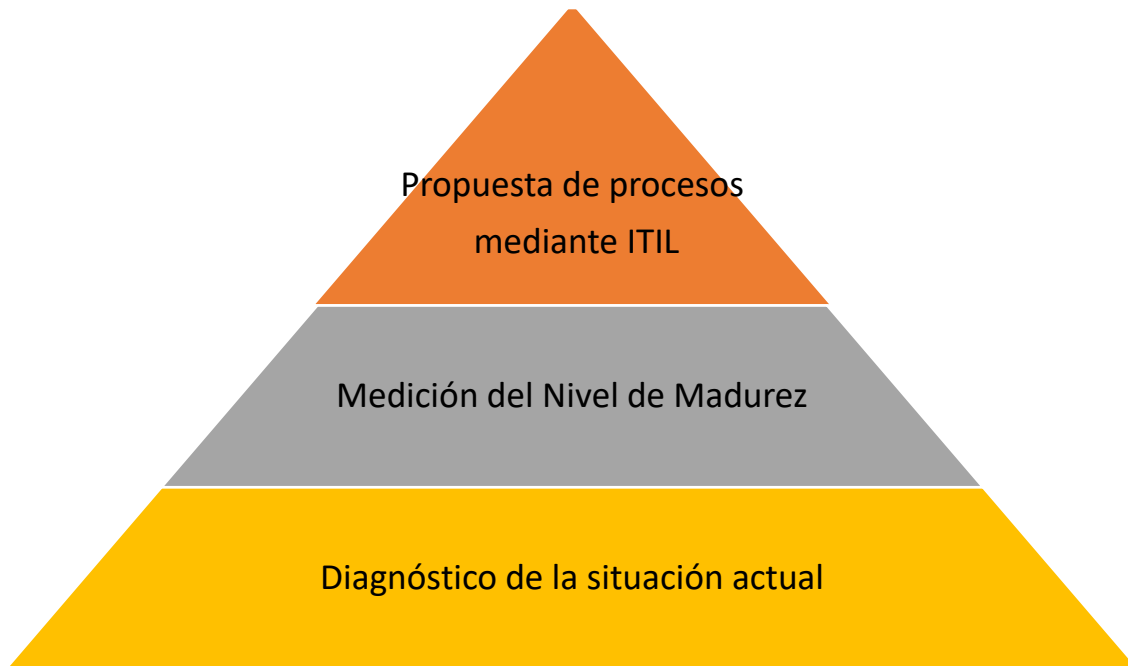 Propuesta de procesos
mediante ITIL
Medición del Nivel de Madurez
Diagnóstico de la situación actual